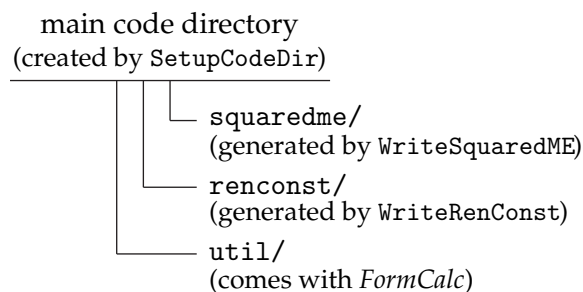 main code directory
(created by SetupCodeDir)
squaredme/
(generated by WriteSquaredME)
renconst/
(generated by WriteRenConst)
util/
(comes with FormCalc)